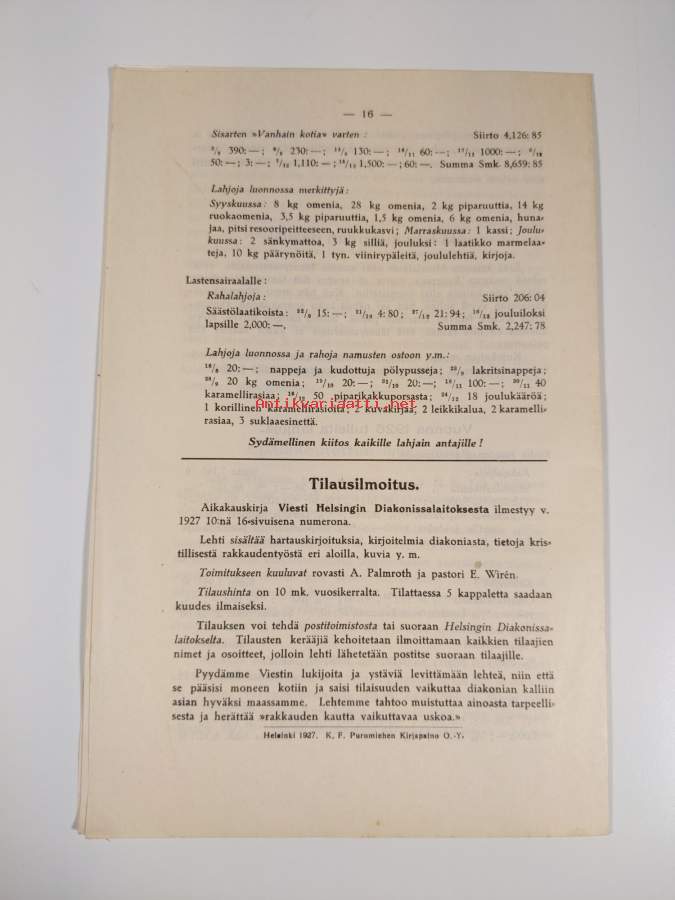 — 16 —
Sisarten »Vanhain kotia» varten : Siirto 4,126: 85
390: —; 230: —; 130: —; 60: —; 1000: —;
50: —; 3: —; 1,110: —; 1,500: —; 60: —. Summa Smk. 8,659: 85
Lahjoja luonnossa merkittyjä:
Syyskuussa: 8 kg omenia, 28 kg omenia, 2 kg piparuuttia, 14 kg
ruokaomenia, 3,5 kg piparuuttia, 1,5 kg omenia, 6 kg omenia, huna-
jaa, pitsi resooripeitteeseen, ruukkukasvi; Marraskuussa: 1 kassi; Joulu-
kuussa: 2 sänkymattoa, 3 kg silliä, jouluksi: 1 laatikko marmelaa-
teja, 10 kg päärynöitä, 1 tyn. viinirypäleitä, joululehtiä, kirjoja.
Lastensairaalalle:
Rahalahjoja: Siirto 206: 04
Säästölaatikoista: 15: —; 4: 80; 21: 94; jouluiloksi
lapsille 2,000: —. Summa Smk. 2,247: 78
Lahjoja luonnossa ja rahoja namusten ostoon y.m.:
20: —; nappeja ja kudottuja pölypusseja; lakritsinappeja;
20 kg omenia; 20: —; 20: —; 100: —; 40
karamellirasiaa; 50 piparikakkuporsasta; 18 joulukääröä;
1 korillinen karamellirasioita, 2 kuvakirjaa, 2 leikkikalua, 2 karamelli-
rasiaa, 3 suklaaesinettä.
Antikvariaatti.net
Sydämellinen kiitos kaikille lahjain antajille!
Tilausilmoitus.
Aikakauskirja Viesti Helsingin Diakonissalaitoksesta ilmestyy v.
1927 10:nä 16-sivuisena numerona.
Lehti sisältää hartauskirjoituksia, kirjoitelmia diakoniasta, tietoja kris-
tillisestä rakkaudentyöstä eri aloilla, kuvia y. m.
Toimitukseen kuuluvat rovasti A. Palmroth ja pastori E. Wirén.
Tilaushinta on 10 mk. vuosikerralta. Tilattaessa 5 kappaletta saadaan
kuudes ilmaiseksi.
Tilauksen voi tehdä postitoimistosta tai suoraan Helsingin Diakonissa-
laitokselta. Tilausten kerääjiä kehoitetaan ilmoittamaan kaikkien tilaajien
nimet ja osoitteet, jolloin lehti lähetetään postitse suoraan tilaajille.
Pyydämme Viestin lukijoita ja ystäviä levittämään lehteä, niin että
se pääsisi moneen kotiin ja saisi tilaisuuden vaikuttaa diakonian kalliin
asian hyväksi maassamme. Lehtemme tahtoo muistuttaa ainoasta tarpeelli-
sesta ja herättää »rakkauden kautta vaikuttavaa uskoa.»
Helsinki 1927. K. F. Puromiehen Kirjapaino O.-Y.